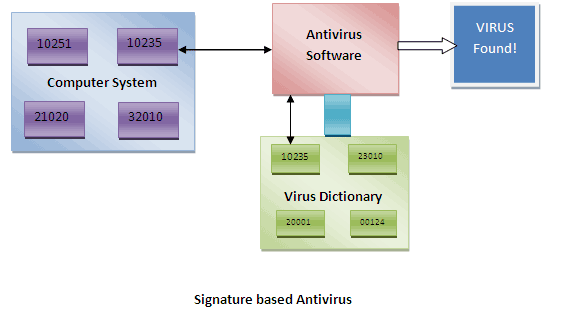 10251
10235
Computer System
21020
32010
Antivirus
Software
VIRUS
Found!
10235
23010
Virus Dictionary
20001
00124
Signature based Antivirus